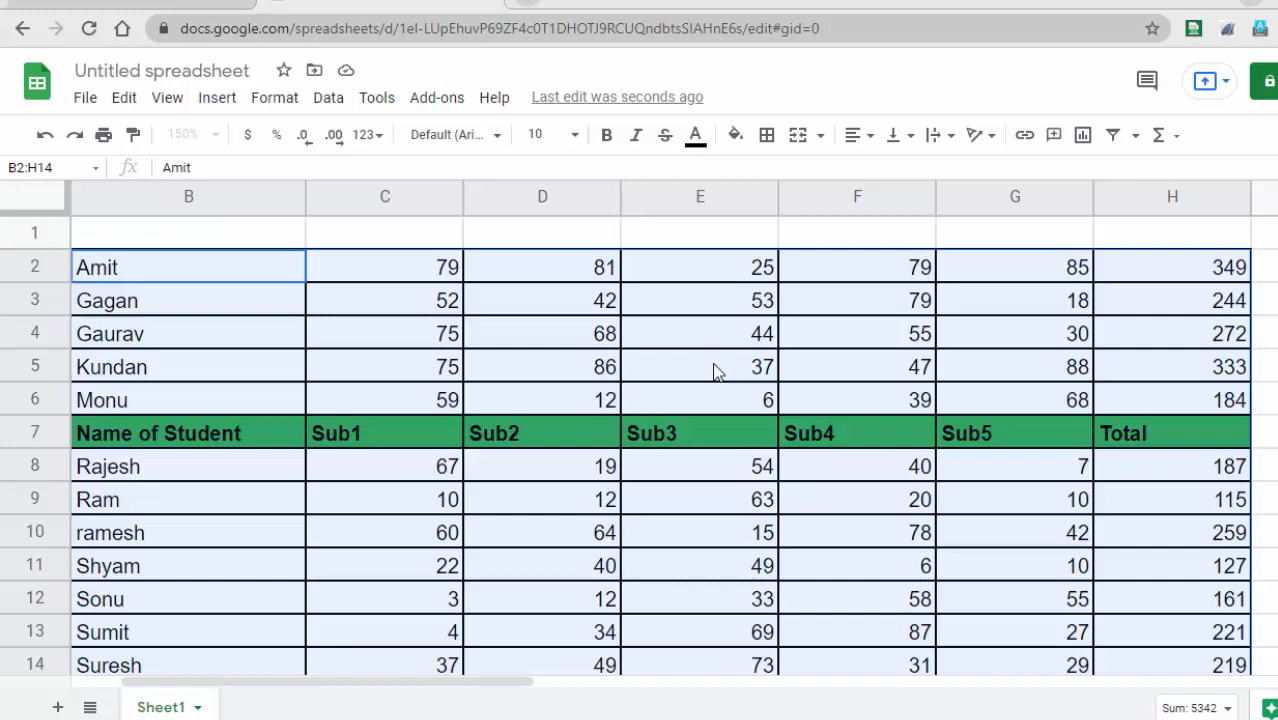 docs.google.com/spreadsheets/d/1eI-LUpEhuvP69ZF4c0T1DHOTJ9RCUQndbtsSIAHnE6s/edit#gid=0
Untitled spreadsheet
File Edit View Insert Format Data Tools Add-ons Help Last edit was seconds ago
150% $ % .0 .00 123 Default (Ari... 10 B I S A
B2:H14 fx Amit
B C D E F G H
1
2 Amit 79 81 25 79 85 349
3 Gagan 52 42 53 79 18 244
4 Gaurav 75 68 44 55 30 272
5 Kundan 75 86 37 47 88 333
6 Monu 59 12 6 39 68 184
7 Name of Student Sub1 Sub2 Sub3 Sub4 Sub5 Total
8 Rajesh 67 19 54 40 7 187
9 Ram 10 12 63 20 10 115
10 ramesh 60 64 15 78 42 259
11 Shyam 22 40 49 6 10 127
12 Sonu 3 12 33 58 55 161
13 Sumit 4 34 69 87 27 221
14 Suresh 37 49 73 31 29 219
Sheet1 Sum: 5342